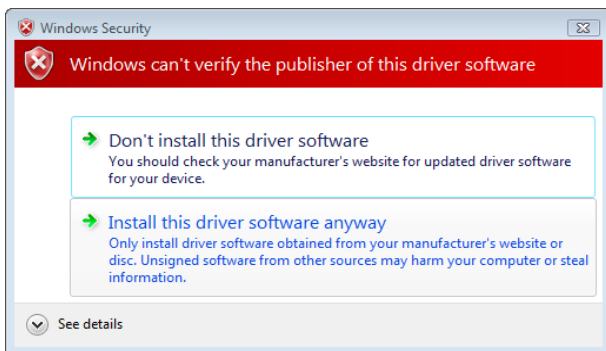 Windows Security
Windows can't verify the publisher of this driver software
Don't install this driver software
You should check your manufacturer's website for updated driver software
for your device.
Install this driver software anyway
Only install driver software obtained from your manufacturer's website or
disc. Unsigned software from other sources may harm your computer or steal
information.
See details